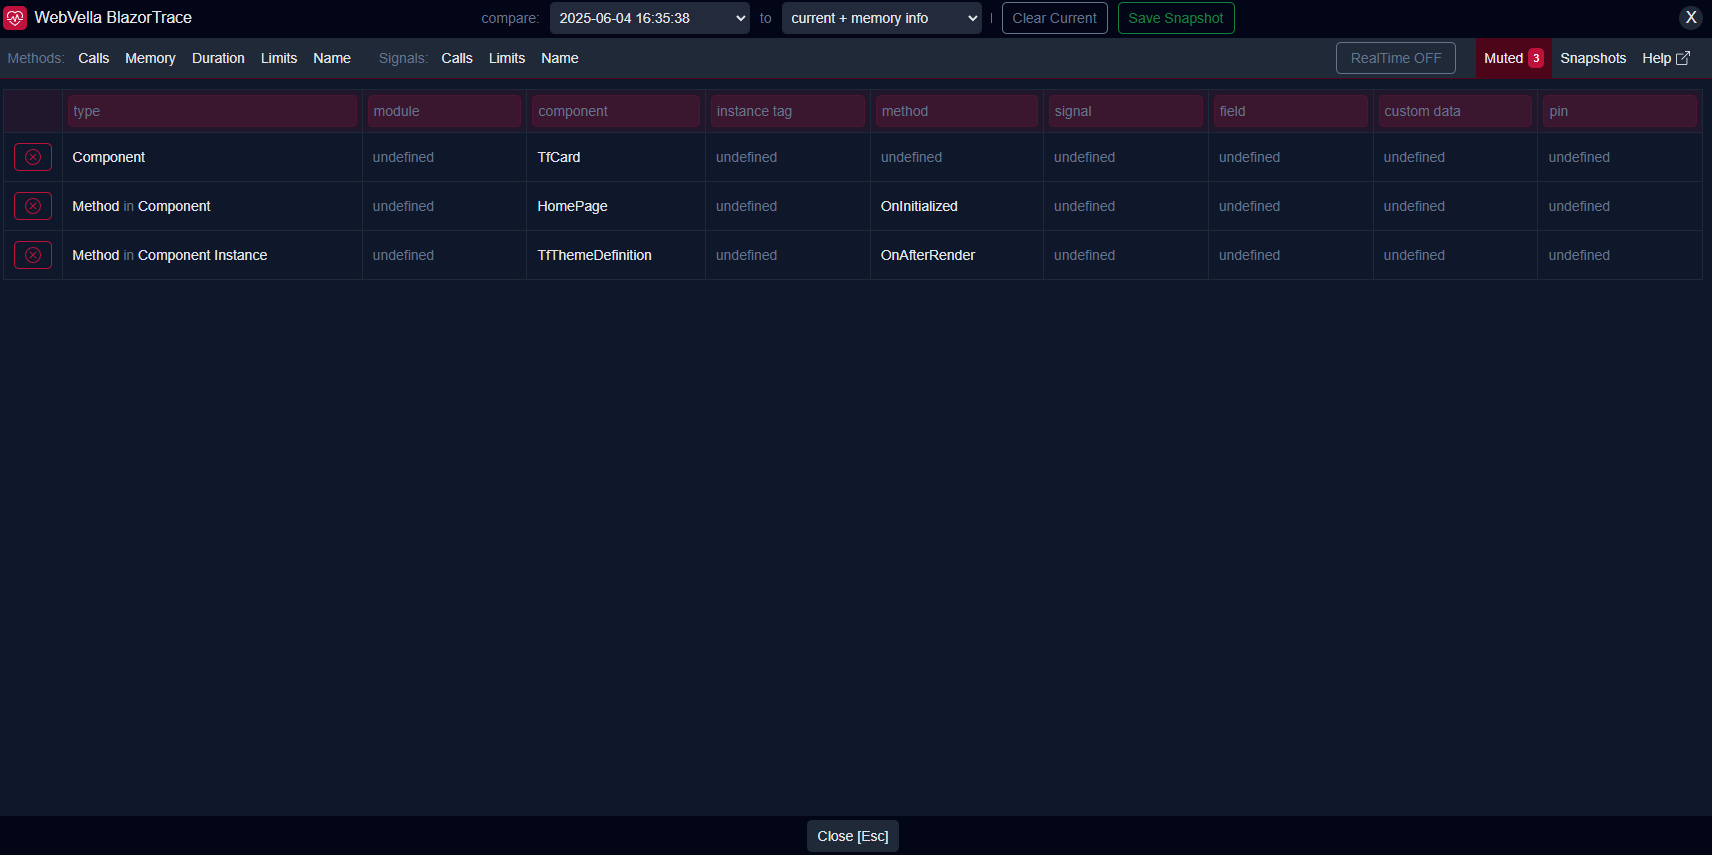 WebVella BlazorTrace compare: 2025-06-04 16:35:38 to current + memory info | Clear Current Save Snapshot X
Methods: Calls Memory Duration Limits Name Signals: Calls Limits Name RealTime OFF Muted 3 Snapshots Help
type module component instance tag method signal field custom data pin
Component undefined TfCard undefined undefined undefined undefined undefined undefined
Method in Component undefined HomePage undefined OnInitialized undefined undefined undefined undefined
Method in Component Instance undefined TfThemeDefinition undefined OnAfterRender undefined undefined undefined undefined
Close [Esc]